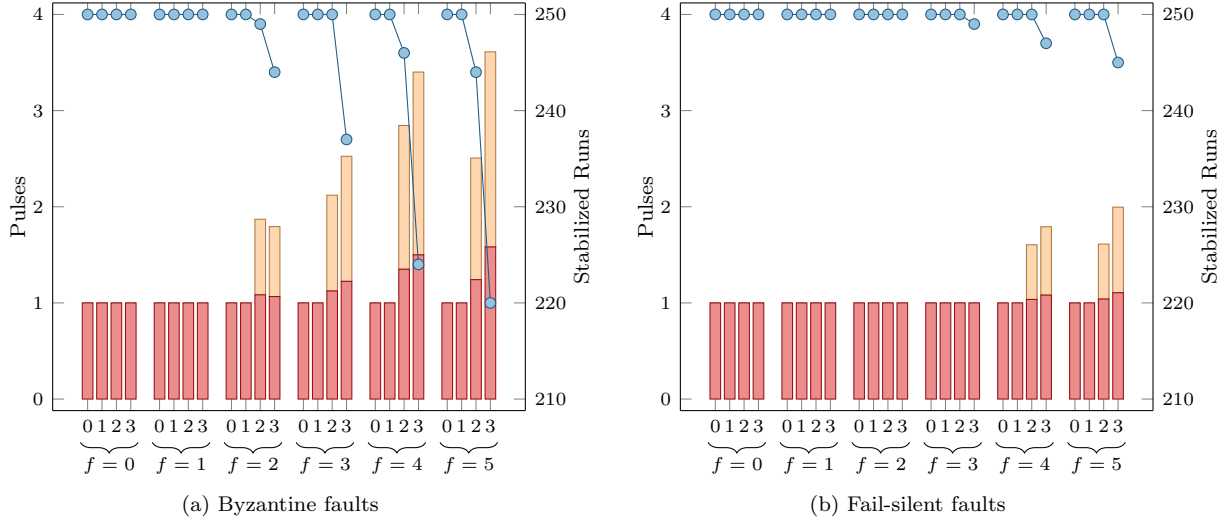 4
3
2
1
0
Pulses
250
240
230
220
210
Stabilized Runs
0 1 2 3 0 1 2 3 0 1 2 3 0 1 2 3 0 1 2 3 0 1 2 3
f = 0 f = 1 f = 2 f = 3 f = 4 f = 5
(a) Byzantine faults
4
3
2
1
0
Pulses
250
240
230
220
210
Stabilized Runs
0 1 2 3 0 1 2 3 0 1 2 3 0 1 2 3 0 1 2 3 0 1 2 3
f = 0 f = 1 f = 2 f = 3 f = 4 f = 5
(b) Fail-silent faults